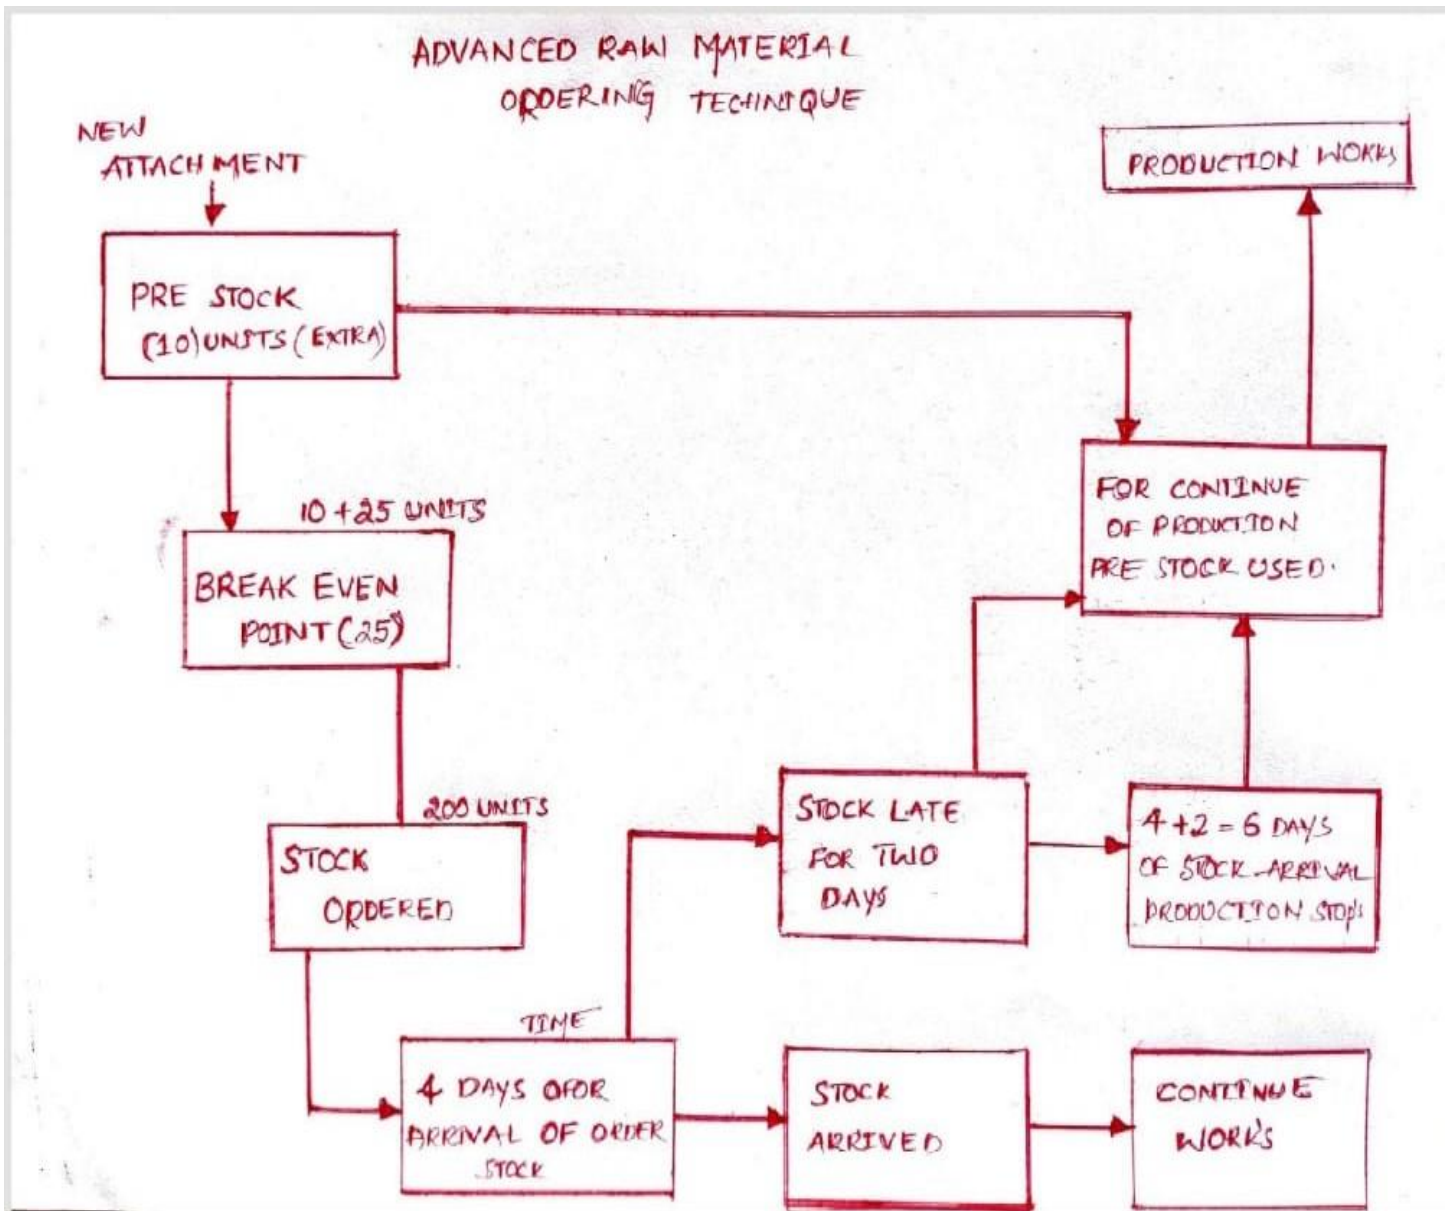 ADVANCED RAW MATERIAL
ORDERING TECHNIQUE
NEW
ATTACHMENT
PRODUCTION WORKS
PRE STOCK
(10) UNITS (EXTRA)
10 + 25 UNITS
BREAK EVEN
POINT (25)
FOR CONTINUE
OF PRODUCTION
PRE STOCK USED.
200 UNITS
STOCK
ORDERED
STOCK LATE
FOR TWO
DAYS
4 + 2 = 6 DAYS
OF STOCK ARRIVAL
PRODUCTION STOPS
TIME
4 DAYS OFOR
ARRIVAL OF ORDER
STOCK
STOCK
ARRIVED
CONTINUE
WORKS